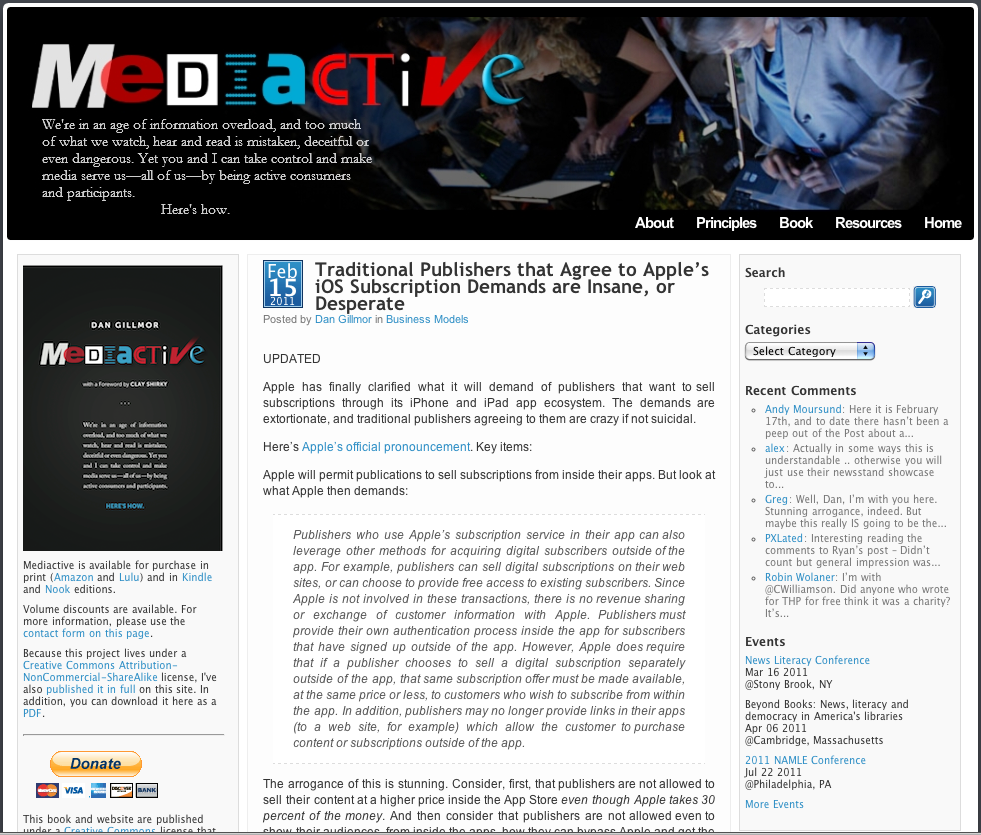 MeDIACTiVe
We're in an age of information overload, and too much
of what we watch, hear and read is mistaken, deceitful or
even dangerous. Yet you and I can take control and make
media serve us—all of us—by being active consumers
and participants.
Here's how.
About Principles Book Resources Home
DAN GILLMOR
MeDIACTiVe
with a Foreword by CLAY SHIRKY
...
We're in an age of information
overload, and too much of what we
watch, hear and read is mistaken,
deceitful or even dangerous. Yet you
and I can take control and make
media serve us—all of us—by being
active consumers and participants.
HERE'S HOW.
Mediactive is available for purchase in
print (Amazon and Lulu) and in Kindle
and Nook editions.
Volume discounts are available. For
more information, please use the
contact form on this page.
Because this project lives under a
Creative Commons Attribution-
NonCommercial-ShareAlike license, I've
also published it in full on this site. In
addition, you can download it here as a
PDF.
Donate
MasterCard VISA DISCOVER BANK
This book and website are published
under a Creative Commons license that
Feb
15
2011
Traditional Publishers that Agree to Apple's
iOS Subscription Demands are Insane, or
Desperate
Posted by Dan Gillmor in Business Models
UPDATED
Apple has finally clarified what it will demand of publishers that want to sell
subscriptions through its iPhone and iPad app ecosystem. The demands are
extortionate, and traditional publishers agreeing to them are crazy if not suicidal.
Here's Apple's official pronouncement. Key items:
Apple will permit publications to sell subscriptions from inside their apps. But look at
what Apple then demands:
Publishers who use Apple's subscription service in their app can also
leverage other methods for acquiring digital subscribers outside of the
app. For example, publishers can sell digital subscriptions on their web
sites, or can choose to provide free access to existing subscribers. Since
Apple is not involved in these transactions, there is no revenue sharing
or exchange of customer information with Apple. Publishers must
provide their own authentication process inside the app for subscribers
that have signed up outside of the app. However, Apple does require
that if a publisher chooses to sell a digital subscription separately
outside of the app, that same subscription offer must be made available,
at the same price or less, to customers who wish to subscribe from within
the app. In addition, publishers may no longer provide links in their apps
(to a web site, for example) which allow the customer to purchase
content or subscriptions outside of the app.
The arrogance of this is stunning. Consider, first, that publishers are not allowed to
sell their content at a higher price inside the App Store even though Apple takes 30
percent of the money. And then consider that publishers are not allowed even to
show their audiences, from inside the apps, how they can bypass Apple and get the
Search
Categories
Select Category
Recent Comments
Andy Moursund: Here it is February
17th, and to date there hasn't been a
peep out of the Post about a...
alex: Actually in some ways this is
understandable .. otherwise you will
just use their newsstand showcase
to...
Greg: Well, Dan, I'm with you here.
Stunning arrogance, indeed. But
maybe this really IS going to be the...
PXLated: Interesting reading the
comments to Ryan's post – Didn't
count but general impression was...
Robin Wolaner: I'm with
@CWilliamson. Did anyone who wrote
for THP for free think it was a charity?
It's...
Events
News Literacy Conference
Mar 16 2011
@Stony Brook, NY
Beyond Books: News, literacy and
democracy in America's libraries
Apr 06 2011
@Cambridge, Massachusetts
2011 NAMLE Conference
Jul 22 2011
@Philadelphia, PA
More Events